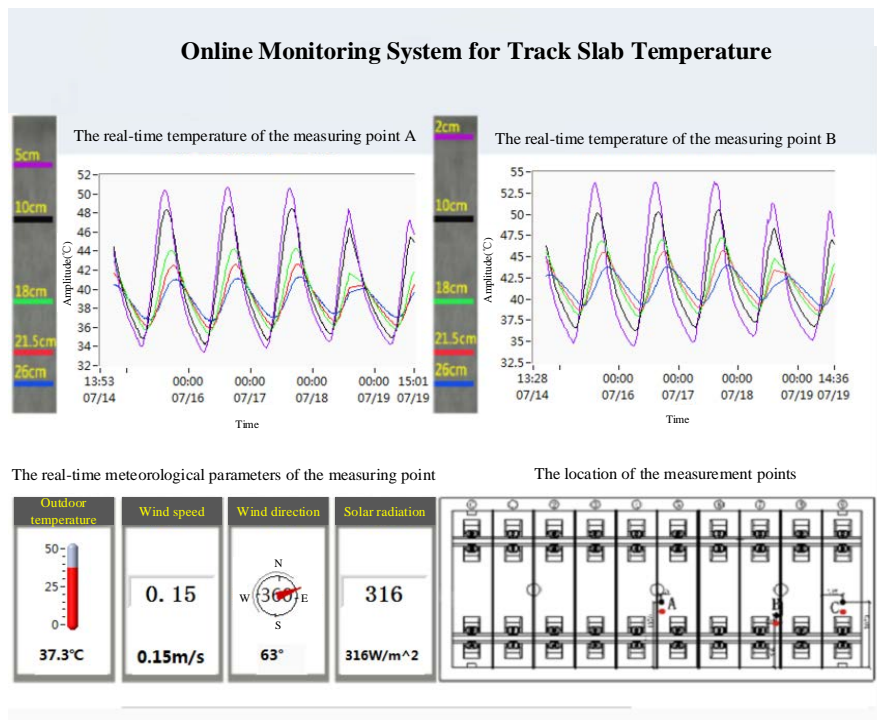 Online Monitoring System for Track Slab Temperature
The real-time temperature of the measuring point A
5cm
10cm
18cm
21.5cm
26cm
Amplitude(℃)
52
50
48
46
44
42
40
38
36
34
32
13:53 00:00 00:00 00:00 00:00 15:01
07/14 07/16 07/17 07/18 07/19 07/19
Time
The real-time temperature of the measuring point B
2cm
10cm
18cm
21.5cm
26cm
Amplitude(℃)
55
52.5
50
47.5
45
42.5
40
37.5
35
32.5
13:28 00:00 00:00 00:00 00:00 14:36
07/14 07/16 07/17 07/18 07/19 07/19
Time
The real-time meteorological parameters of the measuring point
Outdoor
temperature
50
25
0
37.3℃
Wind speed
0.15
0.15m/s
Wind direction
N
W 360 E
S
63°
Solar radiation
316
316W/m^2
The location of the measurement points
A
B
C